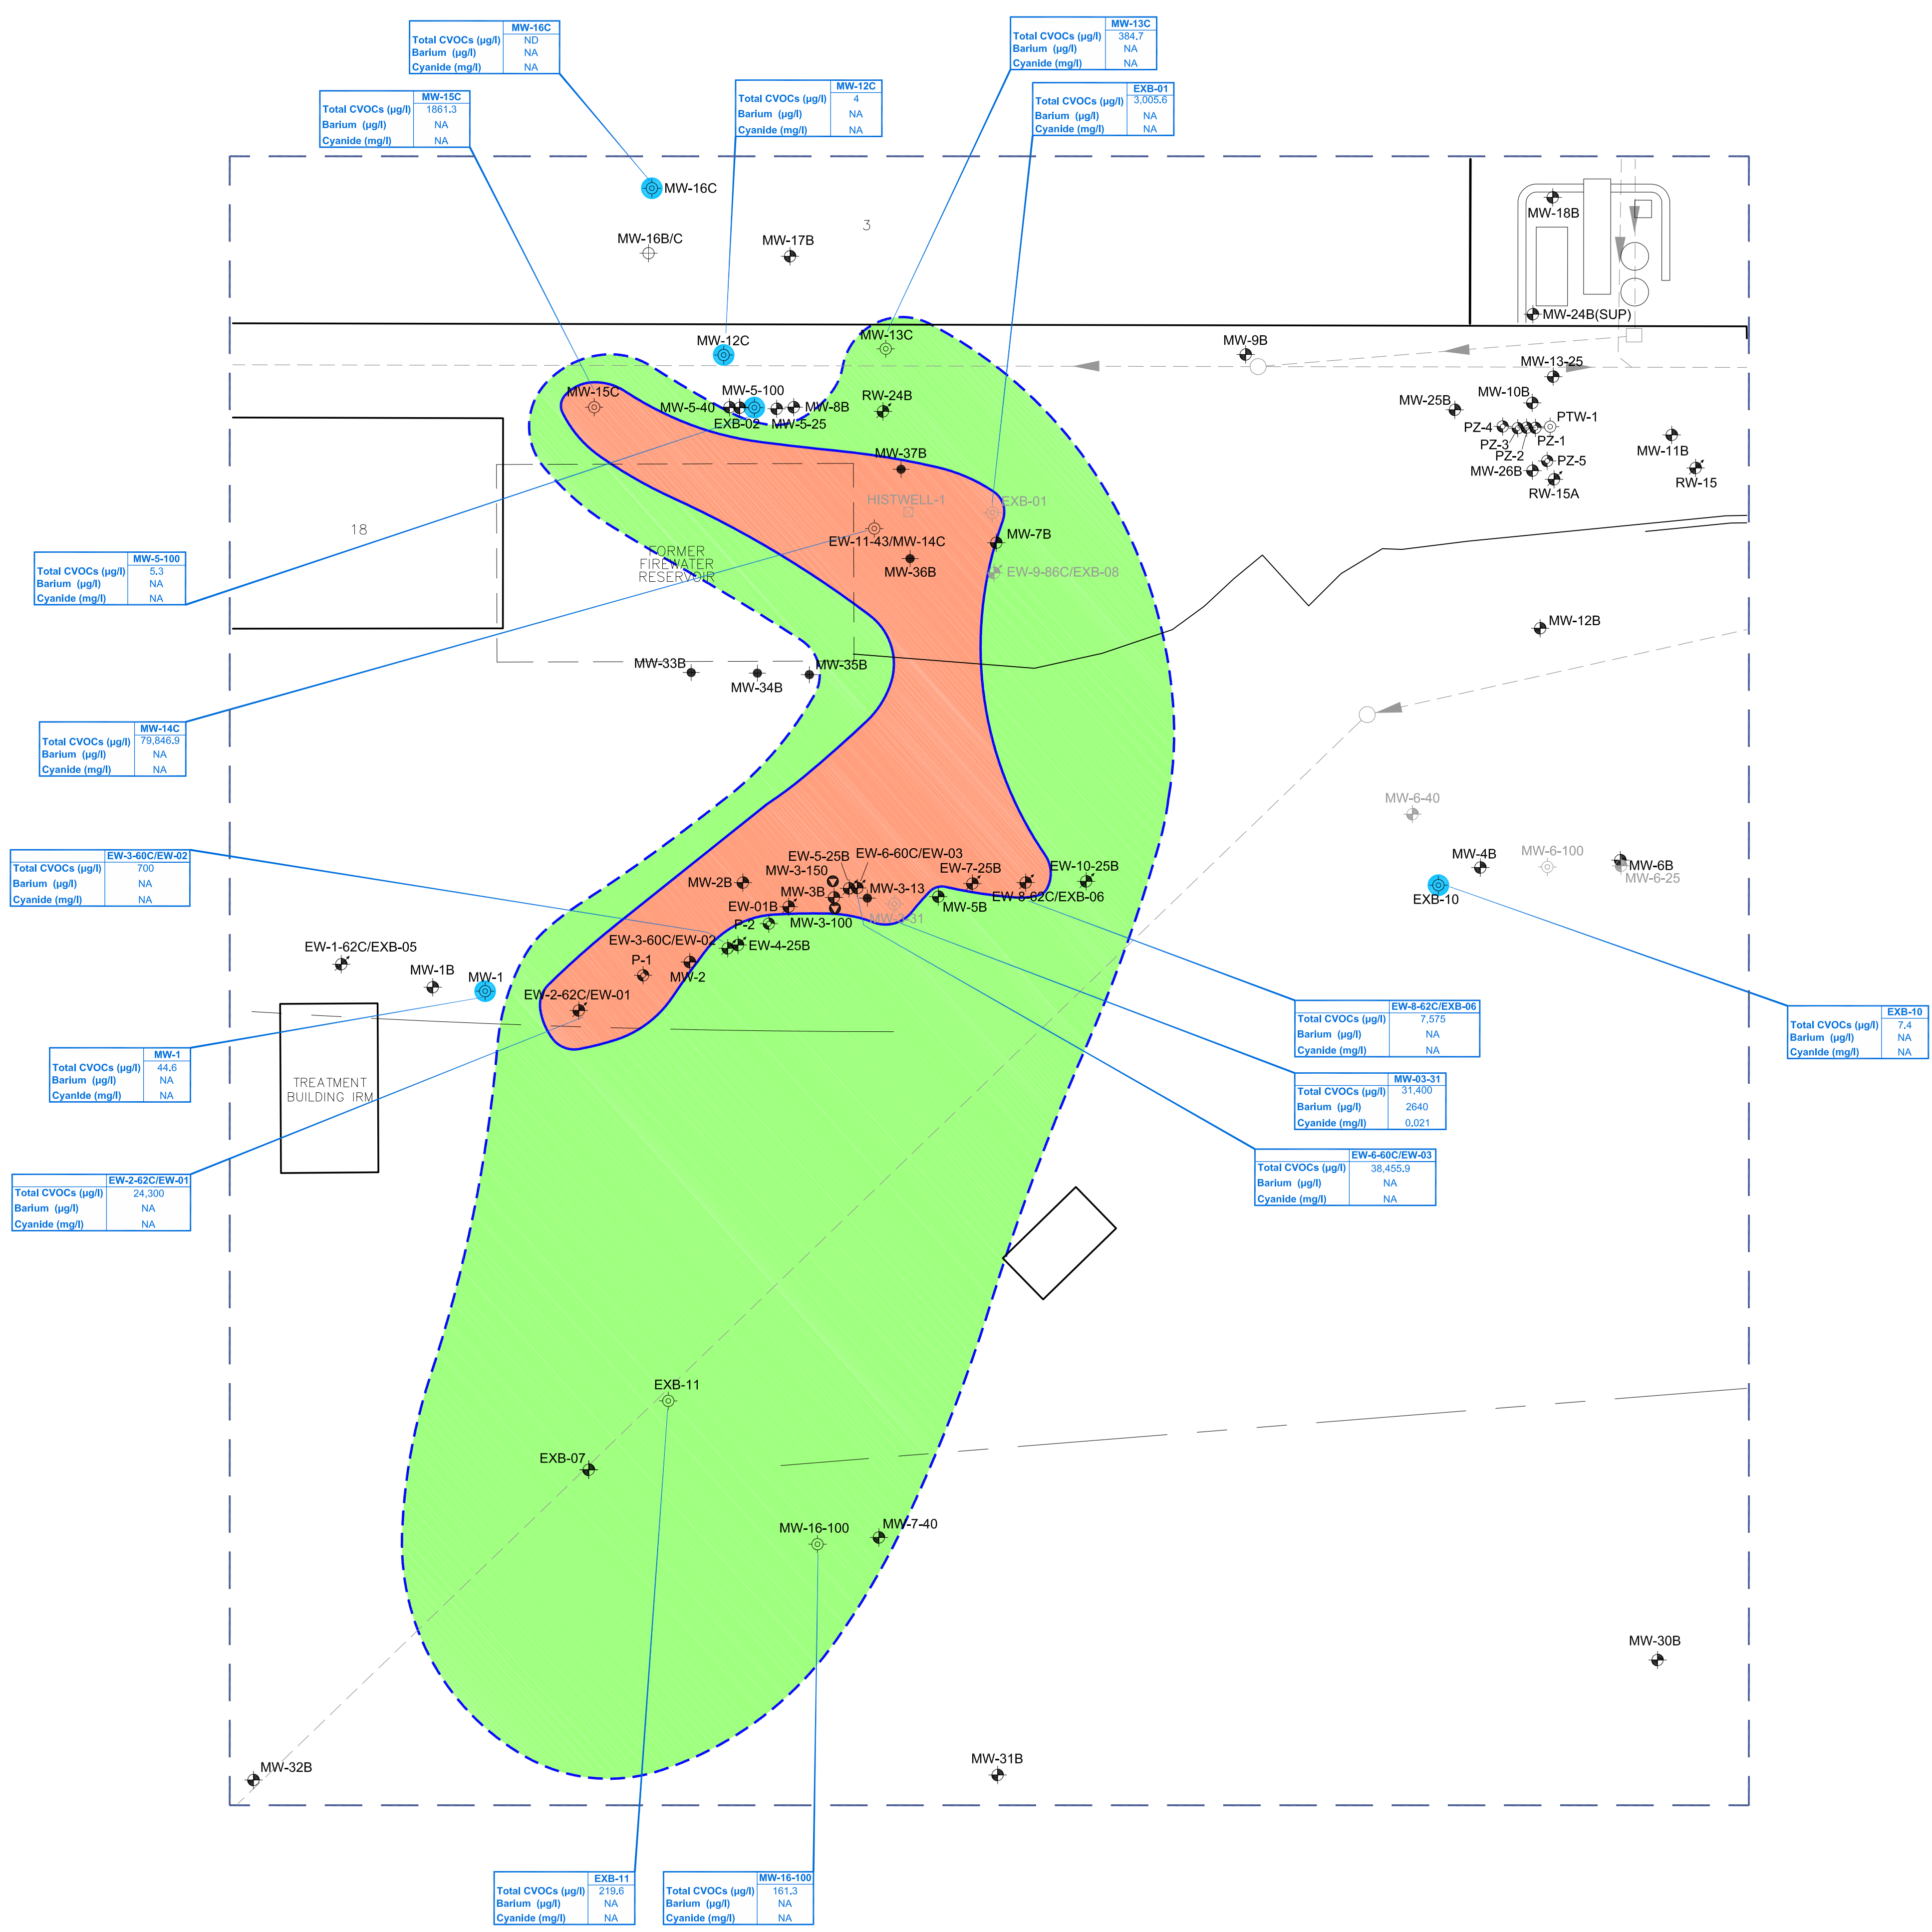 MW-16C
Total CVOCs (µg/l) ND
Barium (µg/l) NA
Cyanide (mg/l) NA
MW-13C
Total CVOCs (µg/l) 384.7
Barium (µg/l) NA
Cyanide (mg/l) NA
MW-15C
Total CVOCs (µg/l) 1861.3
Barium (µg/l) NA
Cyanide (mg/l) NA
MW-12C
Total CVOCs (µg/l) 4
Barium (µg/l) NA
Cyanide (mg/l) NA
EXB-01
Total CVOCs (µg/l) 3,005.6
Barium (µg/l) NA
Cyanide (mg/l) NA
MW-16C
MW-18B
3
MW-16B/C
MW-17B
MW-24B(SUP)
MW-12C
MW-13C
MW-9B
MW-13-25
MW-15C
MW-5-100
MW-5-40
MW-8B
EXB-02
MW-5-25
RW-24B
MW-25B
MW-10B
PTW-1
PZ-4
PZ-3
PZ-2
PZ-1
PZ-5
MW-26B
RW-15A
MW-11B
RW-15
MW-37B
HISTWELL-1
EXB-01
18
EW-11-43/MW-14C
MW-7B
FORMER
FIREWATER
RESERVOIR
MW-36B
EW-9-86C/EXB-08
MW-5-100
Total CVOCs (µg/l) 5.3
Barium (µg/l) NA
Cyanide (mg/l) NA
MW-12B
MW-33B
MW-34B
MW-35B
MW-14C
Total CVOCs (µg/l) 79,846.9
Barium (µg/l) NA
Cyanide (mg/l) NA
MW-6-40
EW-3-60C/EW-02
Total CVOCs (µg/l) 700
Barium (µg/l) NA
Cyanide (mg/l) NA
EW-5-25B
EW-6-60C/EW-03
MW-3-150
EW-7-25B
EW-10-25B
MW-2B
MW-3B
MW-3-13
EW-8-62C/EXB-06
MW-4B
MW-6-100
MW-6B
MW-6-25
EXB-10
EW-01B
MW-3-100
MW-3-31
MW-5B
P-2
EW-3-60C/EW-02
EW-4-25B
EW-1-62C/EXB-05
MW-1B
MW-1
P-1
MW-2
EW-2-62C/EW-01
EW-8-62C/EXB-06
Total CVOCs (µg/l) 7,575
Barium (µg/l) NA
Cyanide (mg/l) NA
EXB-10
Total CVOCs (µg/l) 7.4
Barium (µg/l) NA
Cyanide (mg/l) NA
MW-1
Total CVOCs (µg/l) 44.6
Barium (µg/l) NA
Cyanide (mg/l) NA
TREATMENT
BUILDING IRM
MW-03-31
Total CVOCs (µg/l) 31,400
Barium (µg/l) 2640
Cyanide (mg/l) 0.021
EW-6-60C/EW-03
Total CVOCs (µg/l) 38,455.9
Barium (µg/l) NA
Cyanide (mg/l) NA
EW-2-62C/EW-01
Total CVOCs (µg/l) 24,300
Barium (µg/l) NA
Cyanide (mg/l) NA
EXB-11
EXB-07
MW-16-100
MW-7-40
MW-30B
MW-32B
MW-31B
EXB-11
Total CVOCs (µg/l) 219.6
Barium (µg/l) NA
Cyanide (mg/l) NA
MW-16-100
Total CVOCs (µg/l) 161.3
Barium (µg/l) NA
Cyanide (mg/l) NA